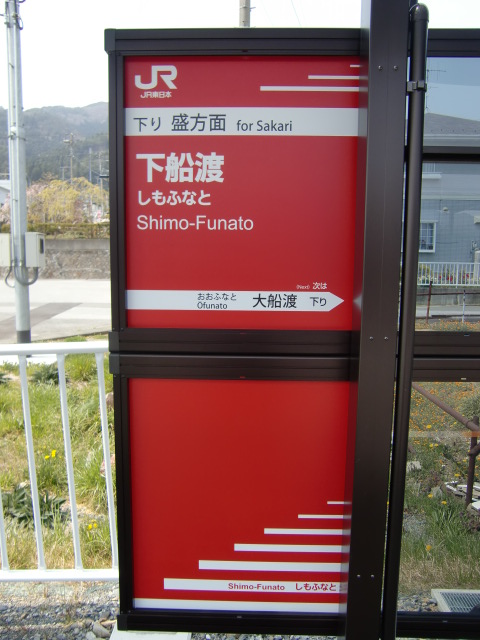 JR
JR東日本
下り 盛方面 for Sakari
下船渡
しもふなと
Shimo-Funato
(Next) 次は
おおふなと
Ofunato
大船渡 下り
Shimo-Funato しもふなと